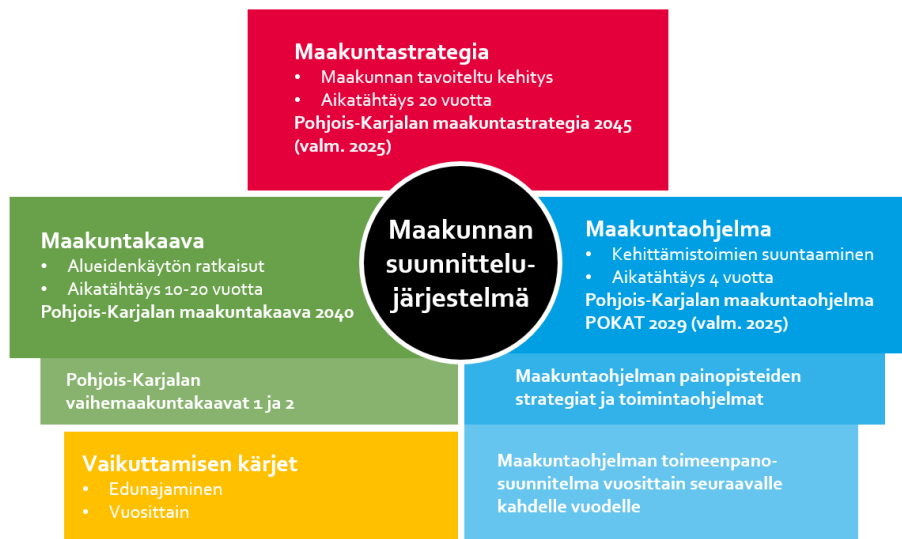 Maakuntastrategia
• Maakunnan tavoiteltu kehitys
• Aikatähtäys 20 vuotta
Pohjois-Karjalan maakuntastrategia 2045
(valm. 2025)
Maakunnan
suunnittelu-
järjestelmä
Maakuntakaava
• Alueidenkäytön ratkaisut
• Aikatähtäys 10-20 vuotta
Pohjois-Karjalan maakuntakaava 2040
Maakuntaohjelma
• Kehittämistoimien suuntaaminen
• Aikatähtäys 4 vuotta
Pohjois-Karjalan maakuntaohjelma
POKAT 2029 (valm. 2025)
Pohjois-Karjalan
vaihemaakuntakaavat 1 ja 2
Maakuntaohjelman painopisteiden
strategiat ja toimintaohjelmat
Vaikuttamisen kärjet
• Edunajaminen
• Vuosittain
Maakuntaohjelman toimeenpano-
suunnitelma vuosittain seuraavalle
kahdelle vuodelle